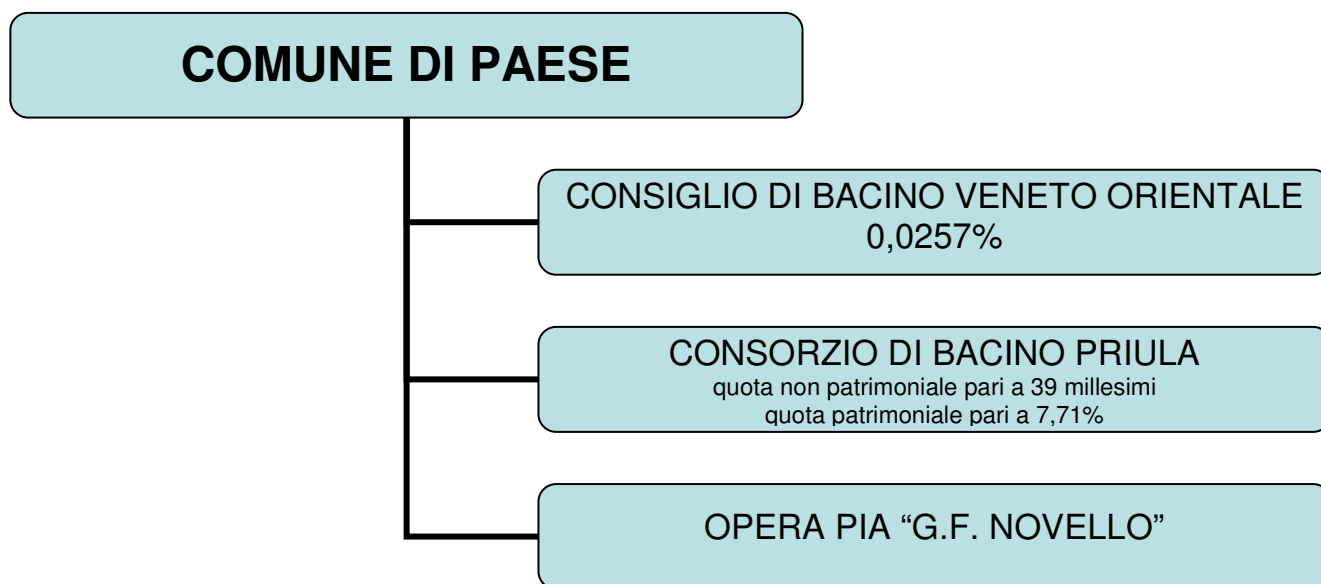 COMUNE DI PAESE
CONSIGLIO DI BACINO VENETO ORIENTALE
0,0257%
CONSORZIO DI BACINO PRIULA
quota non patrimoniale pari a 39 millesimi
quota patrimoniale pari a 7,71%
OPERA PIA “G.F. NOVELLO”